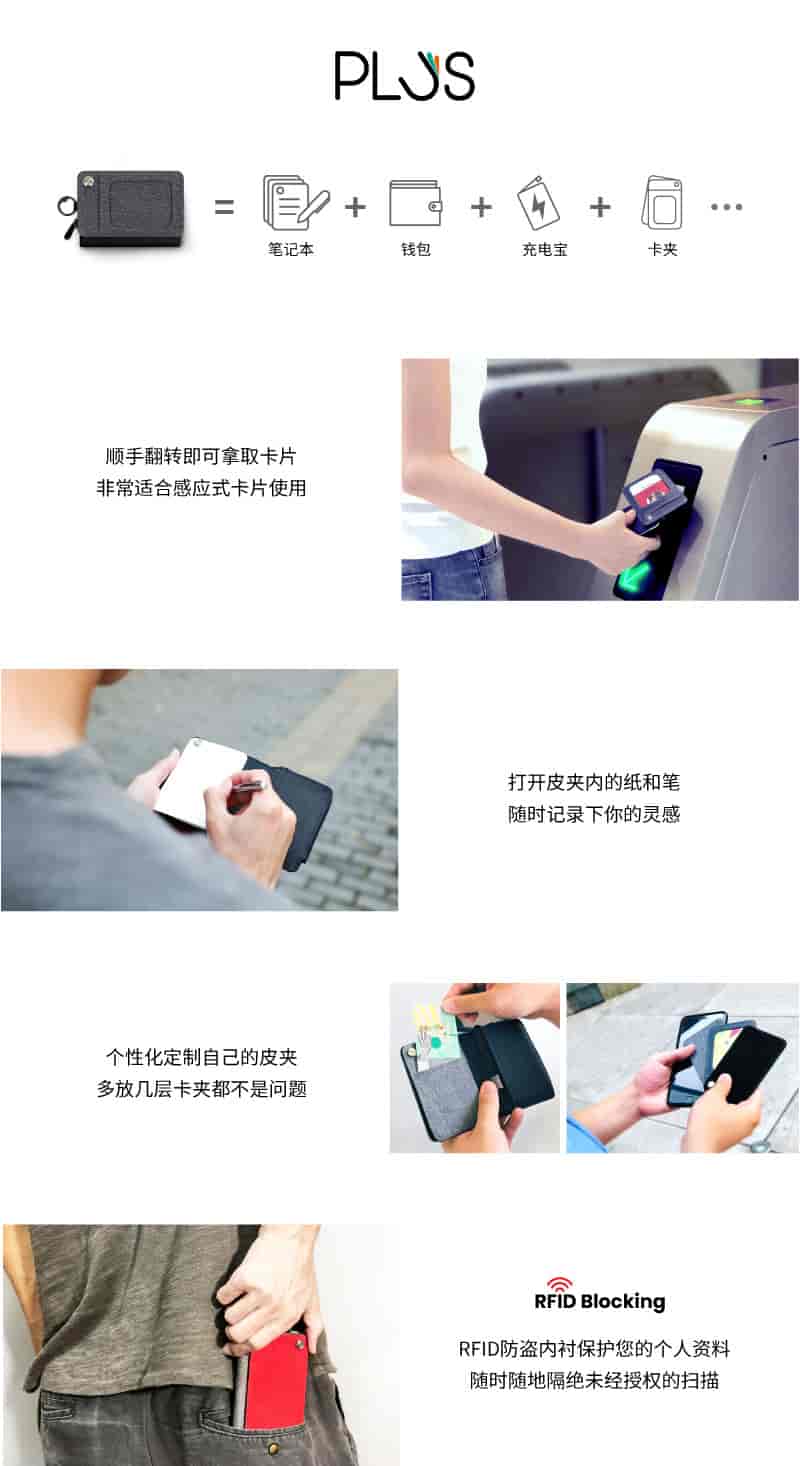 PLUS
笔记本
钱包
充电宝
卡夹
顺手翻转即可拿取卡片
非常适合感应式卡片使用
打开皮夹内的纸和笔
随时记录下你的灵感
个性化定制自己的皮夹
多放几层卡夹都不是问题
RFID Blocking
RFID防盗内衬保护您的个人资料
随时随地隔绝未经授权的扫描